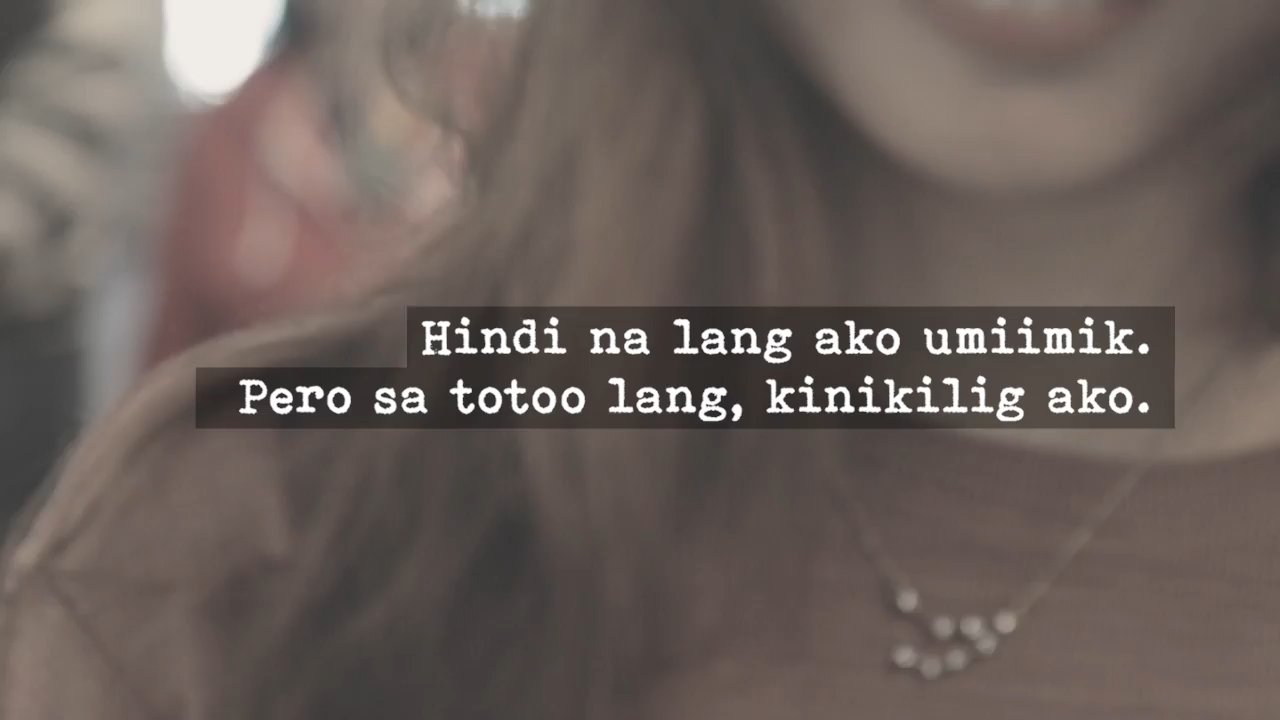 Hindi na lang ako umiimik.
Pero sa totoo lang, kinikilig ako.